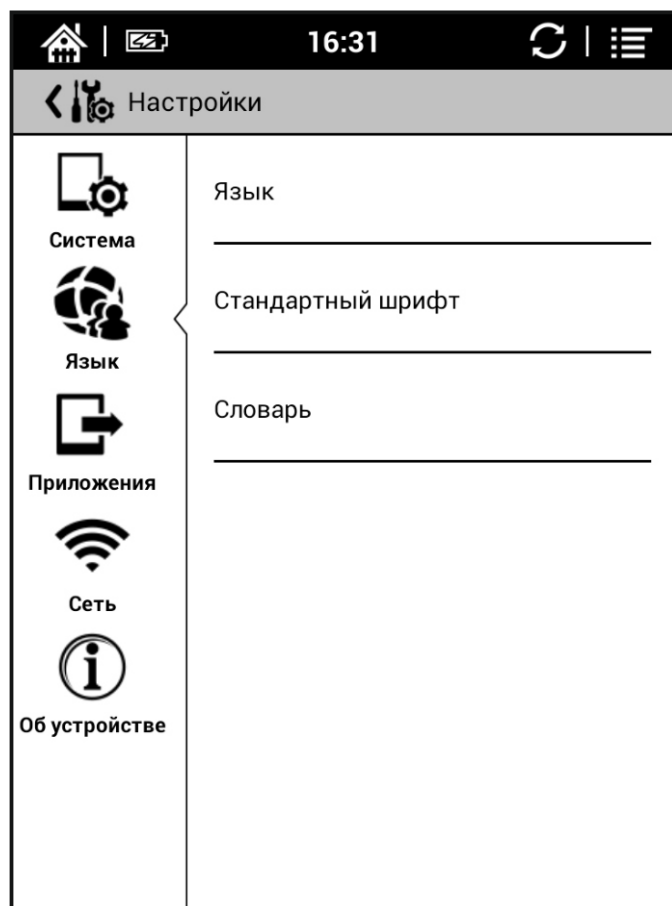 16:31
Настройки
Система
Язык
Приложения
Сеть
Об устройстве
Язык
Стандартный шрифт
Словарь